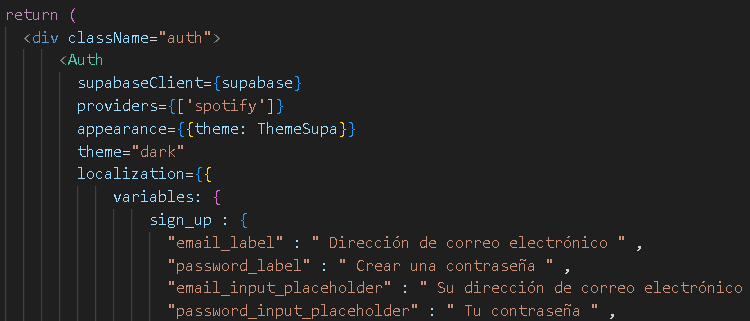 return (
<div className="auth">
<Auth
supabaseClient={supabase}
providers={['spotify']}
appearance={{theme: ThemeSupa}}
theme="dark"
localization={{
variables: {
sign_up : {
"email_label" : " Dirección de correo electrónico " ,
"password_label" : " Crear una contraseña " ,
"email_input_placeholder" : " Su dirección de correo electrónico
"password_input_placeholder" : " Tu contraseña " ,